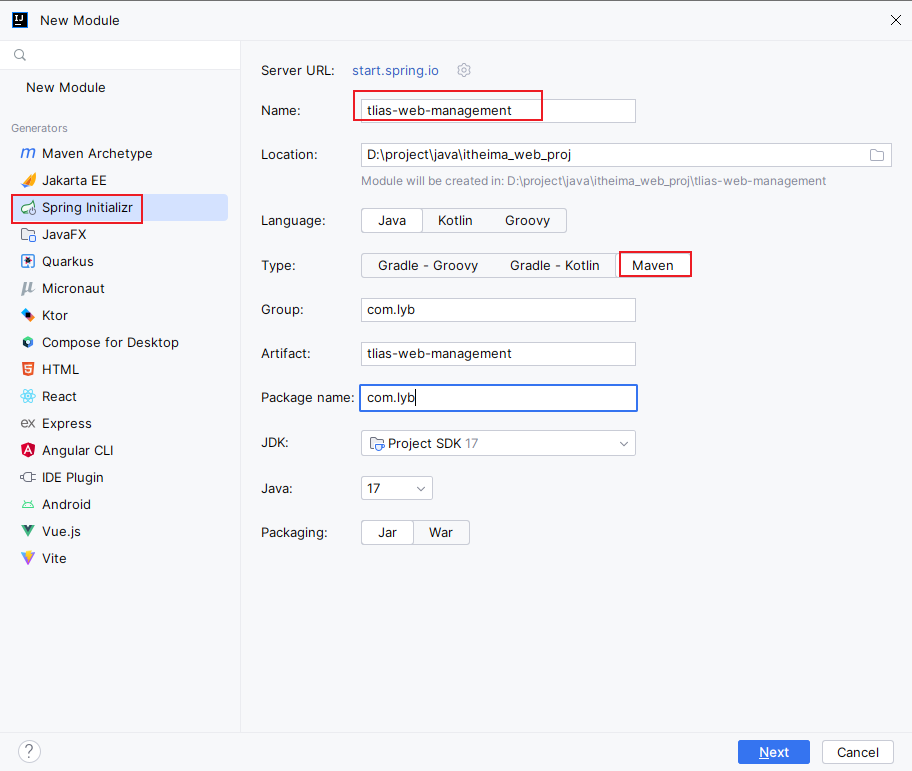 New Module
New Module
Generators
Maven Archetype
Jakarta EE
Spring Initializr
JavaFX
Quarkus
Micronaut
Ktor
Compose for Desktop
HTML
React
ex Express
Angular CLI
IDE Plugin
Android
Vue.js
Vite
Server URL: start.spring.io
Name: tlias-web-management
Location: D:\project\java\itheima_web_proj
Module will be created in: D:\project\java\itheima_web_proj\tlias-web-management
Language: Java Kotlin Groovy
Type: Gradle - Groovy Gradle - Kotlin Maven
Group: com.lyb
Artifact: tlias-web-management
Package name: com.lyb
JDK: Project SDK 17
Java: 17
Packaging: Jar War
? Next Cancel